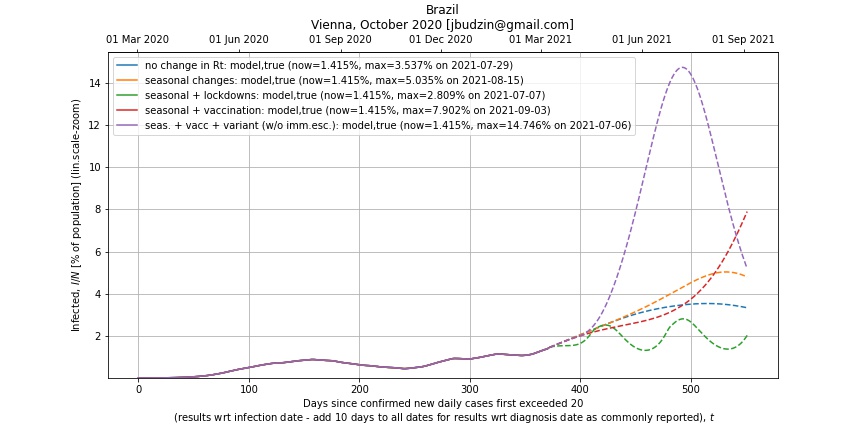 Brazil
Vienna, October 2020 [jbudzin@gmail.com]
01 Mar 2020 01 Jun 2020 01 Sep 2020 01 Dec 2020 01 Mar 2021 01 Jun 2021 01 Sep 2021
no change in Rt: model,true (now=1.415%, max=3.537% on 2021-07-29)
seasonal changes: model,true (now=1.415%, max=5.035% on 2021-08-15)
seasonal + lockdowns: model,true (now=1.415%, max=2.809% on 2021-07-07)
seasonal + vaccination: model,true (now=1.415%, max=7.902% on 2021-09-03)
seas. + vacc + variant (w/o imm.esc.): model,true (now=1.415%, max=14.746% on 2021-07-06)
14
12
10
8
6
4
2
Infected, I/N [% of population] (lin.scale-zoom)
0 100 200 300 400 500
Days since confirmed new daily cases first exceeded 20
(results wrt infection date - add 10 days to all dates for results wrt diagnosis date as commonly reported), t